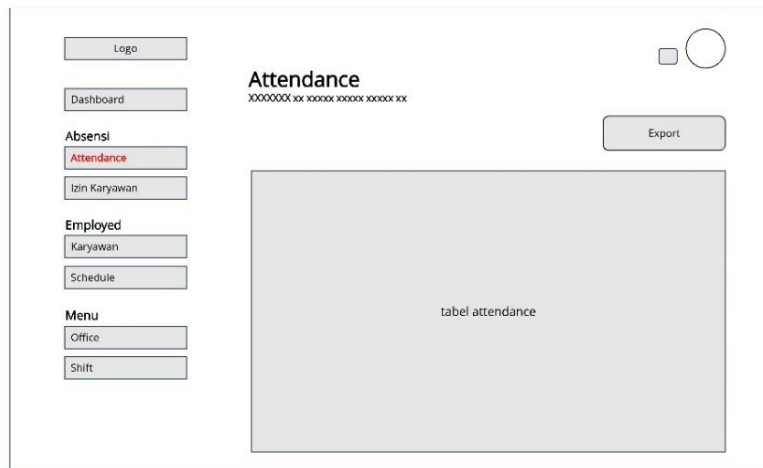 Logo
Dashboard
Absensi
Attendance
Izin Karyawan
Employed
Karyawan
Schedule
Menu
Office
Shift
Attendance
XXXXXXX xx xxxxx xxxxx xxxxx xx
Export
tabel attendance